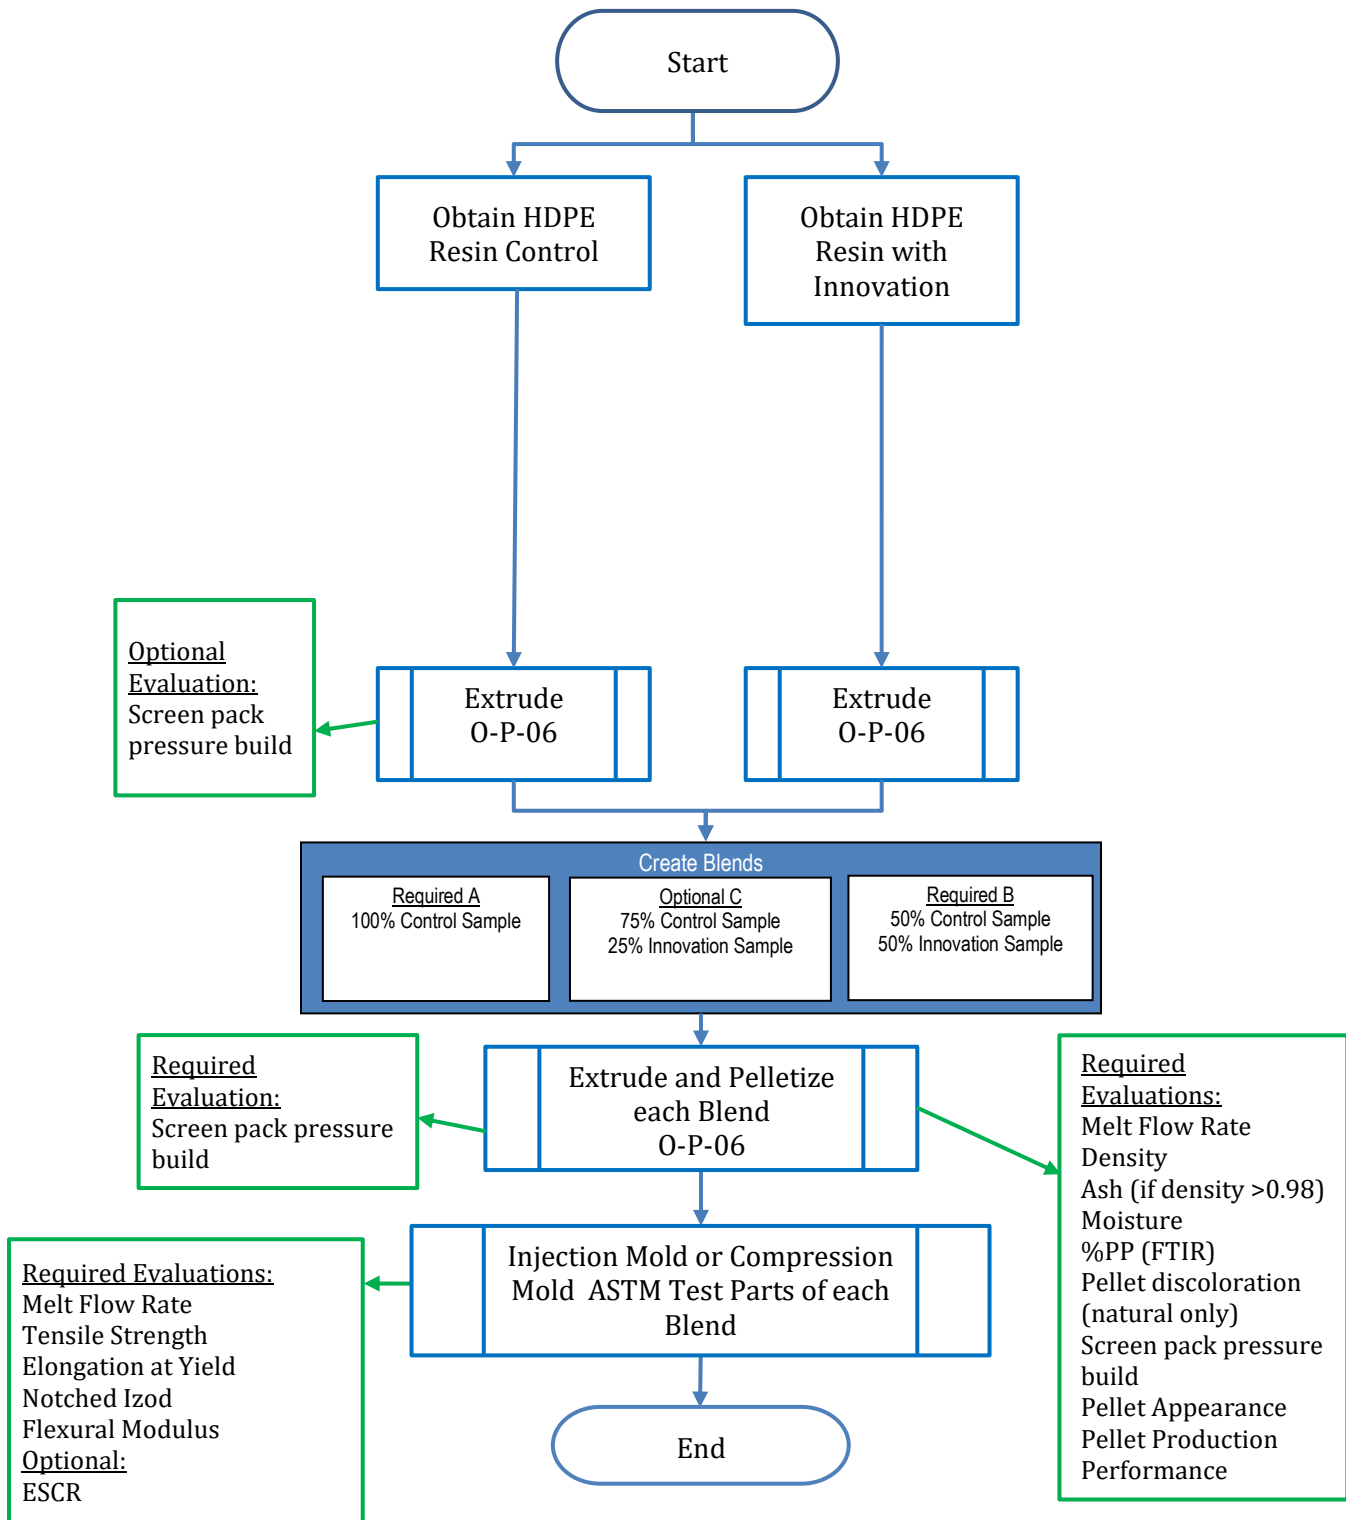 Start
Obtain HDPE
Resin Control
Obtain HDPE
Resin with
Innovation
Optional
Evaluation:
Screen pack
pressure build
Extrude
O-P-06
Extrude
O-P-06
Create Blends
Required A
100% Control Sample
Optional C
75% Control Sample
25% Innovation Sample
Required B
50% Control Sample
50% Innovation Sample
Required
Evaluation:
Screen pack pressure
build
Extrude and Pelletize
each Blend
O-P-06
Required
Evaluations:
Melt Flow Rate
Density
Ash (if density >0.98)
Moisture
%PP (FTIR)
Pellet discoloration
(natural only)
Screen pack pressure
build
Pellet Appearance
Pellet Production
Performance
Injection Mold or Compression
Mold  ASTM Test Parts of each
Blend
Required Evaluations:
Melt Flow Rate
Tensile Strength
Elongation at Yield
Notched Izod
Flexural Modulus
Optional:
ESCR
End